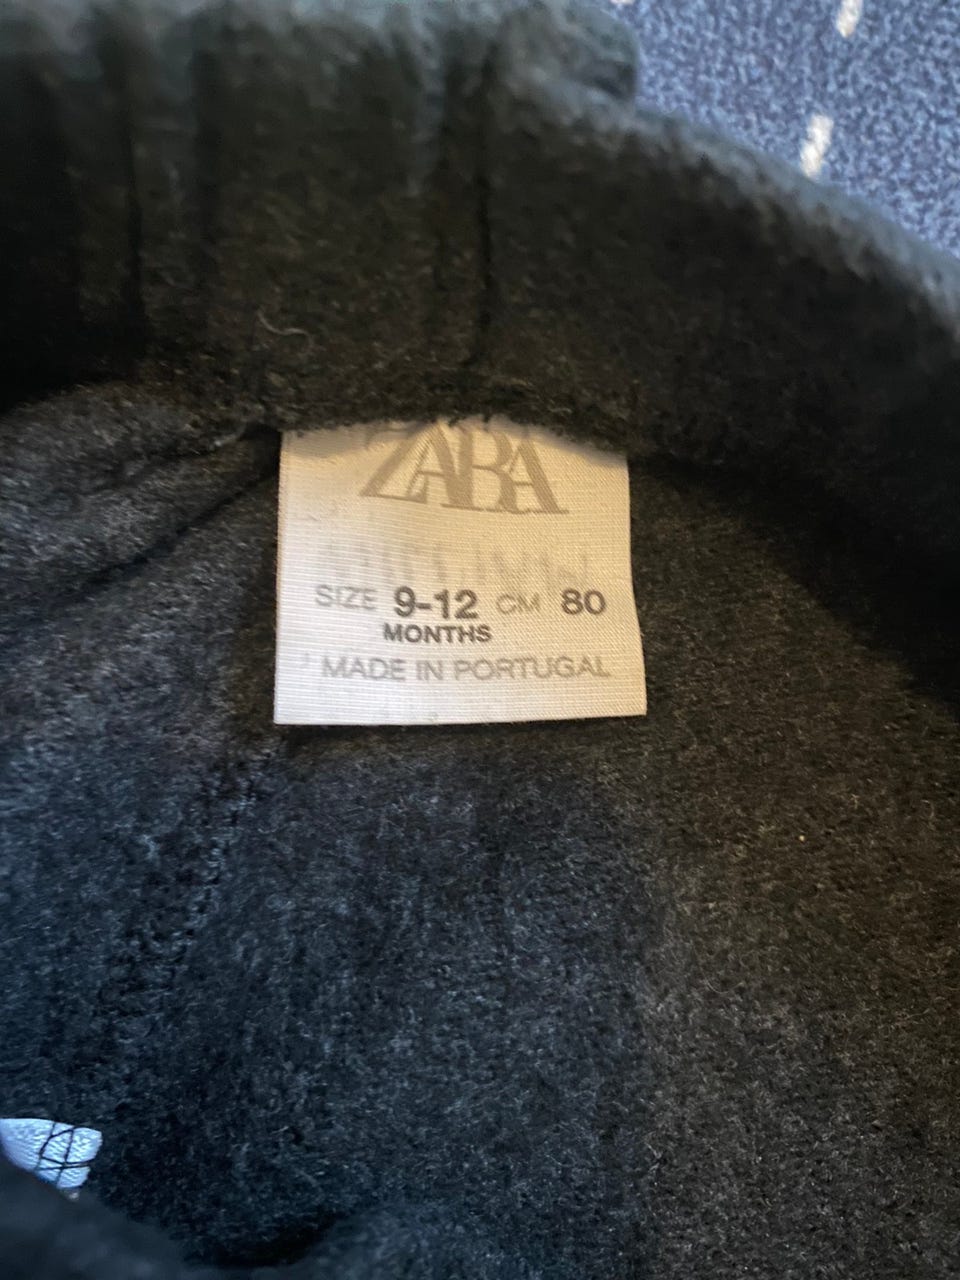 ZARA
SIZE 9-12 CM 80
MONTHS
MADE IN PORTUGAL